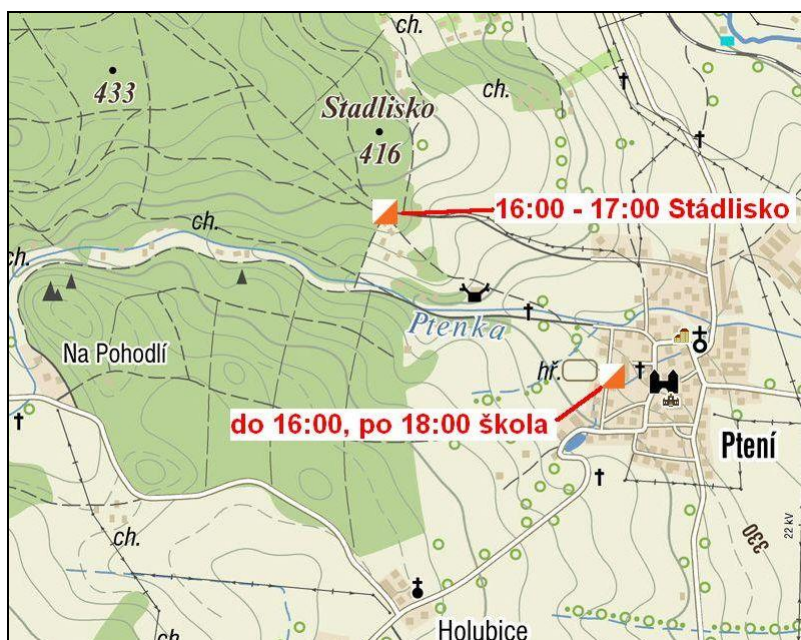 ch.
433
Stadlisko
ch.
416
16:00 - 17:00 Stádlisko
ch.
ch.
Ptenka
Na Pohodlí
hř.
do 16:00, po 18:00 škola
Ptení
22 kV
330
ch.
ch.
Holubice